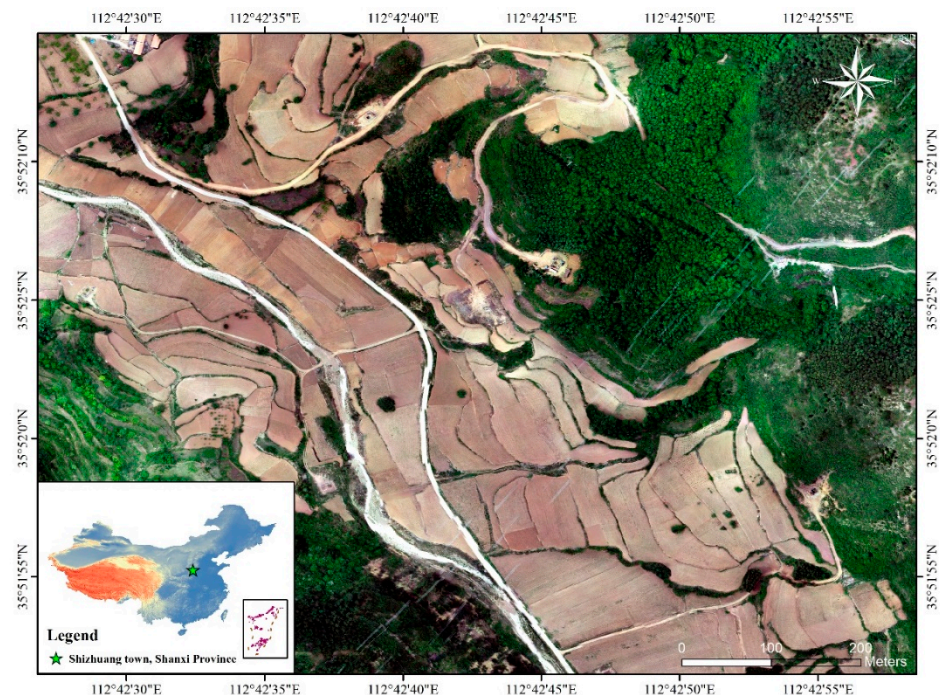 112°42'30"E 112°42'35"E 112°42'40"E 112°42'45"E 112°42'50"E 112°42'55"E
W E
35°52'10"N 35°52'10"N
35°52'5"N 35°52'5"N
35°52'0"N 35°52'0"N
35°51'55"N 35°51'55"N
Legend
Shizhuang town, Shanxi Province
0 100 200
Meters
112°42'30"E 112°42'35"E 112°42'40"E 112°42'45"E 112°42'50"E 112°42'55"E